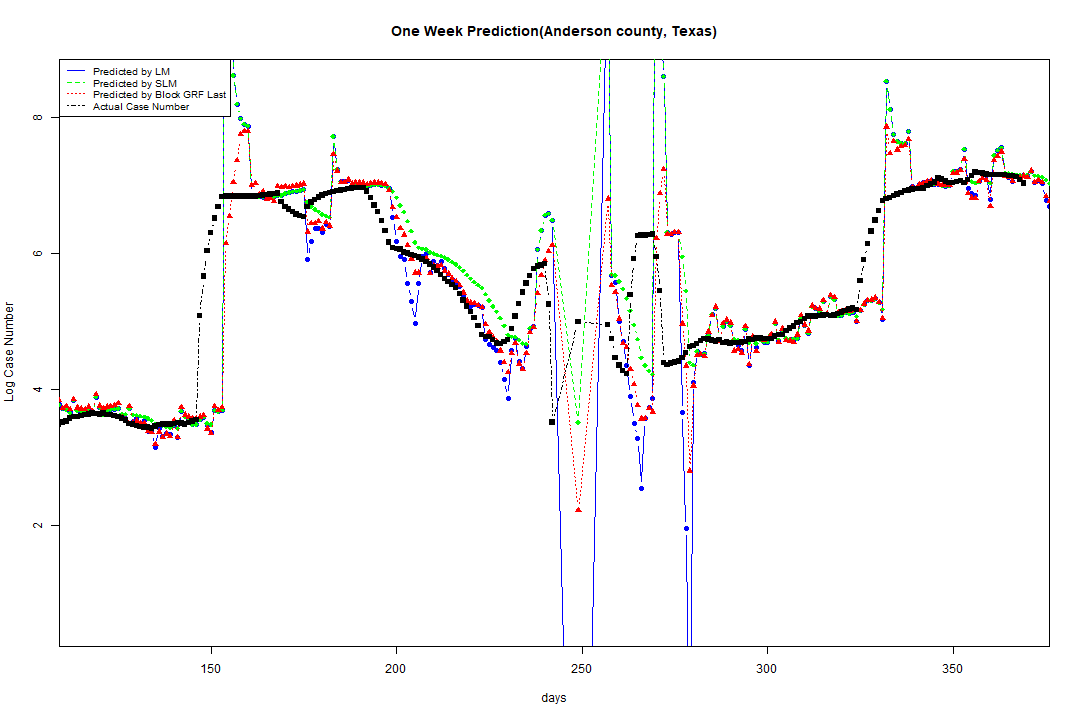 One Week Prediction(Anderson county, Texas)
Predicted by LM
Predicted by SLM
Predicted by Block GRF Last
Actual Case Number
8
6
4
2
Log Case Number
150 200 250 300 350
days